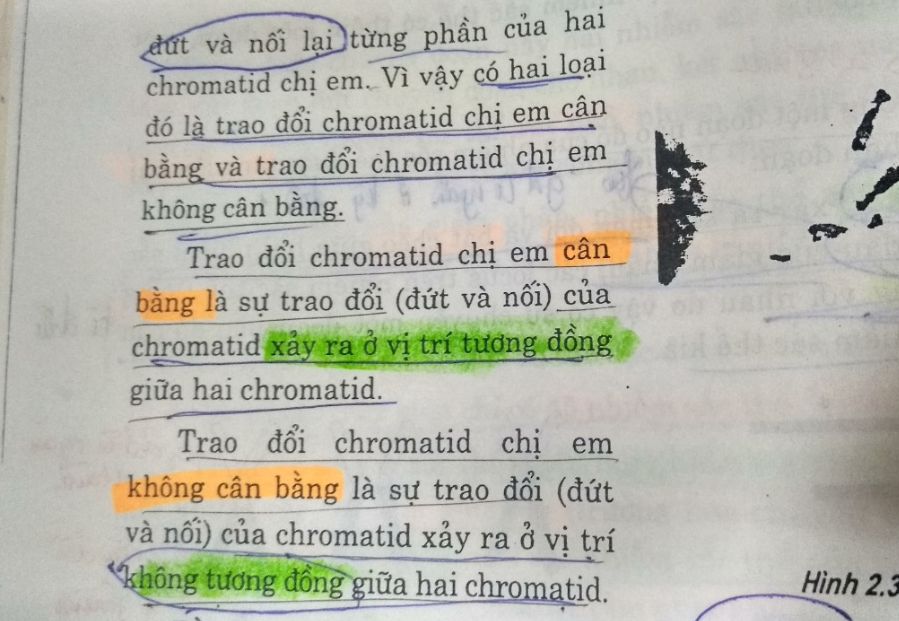 đứt và nối lại từng phần của hai
chromatid chị em. Vì vậy có hai loại
đó là trao đổi chromatid chị em cân
bằng và trao đổi chromatid chị em
không cân bằng.
Trao đổi chromatid chị em cân
bằng là sự trao đổi (đứt và nối) của
chromatid xảy ra ở vị trí tương đồng
giữa hai chromatid.
Trao đổi chromatid chị em
không cân bằng là sự trao đổi (đứt
và nối) của chromatid xảy ra ở vị trí
không tương đồng giữa hai chromatid.
Hình 2.3